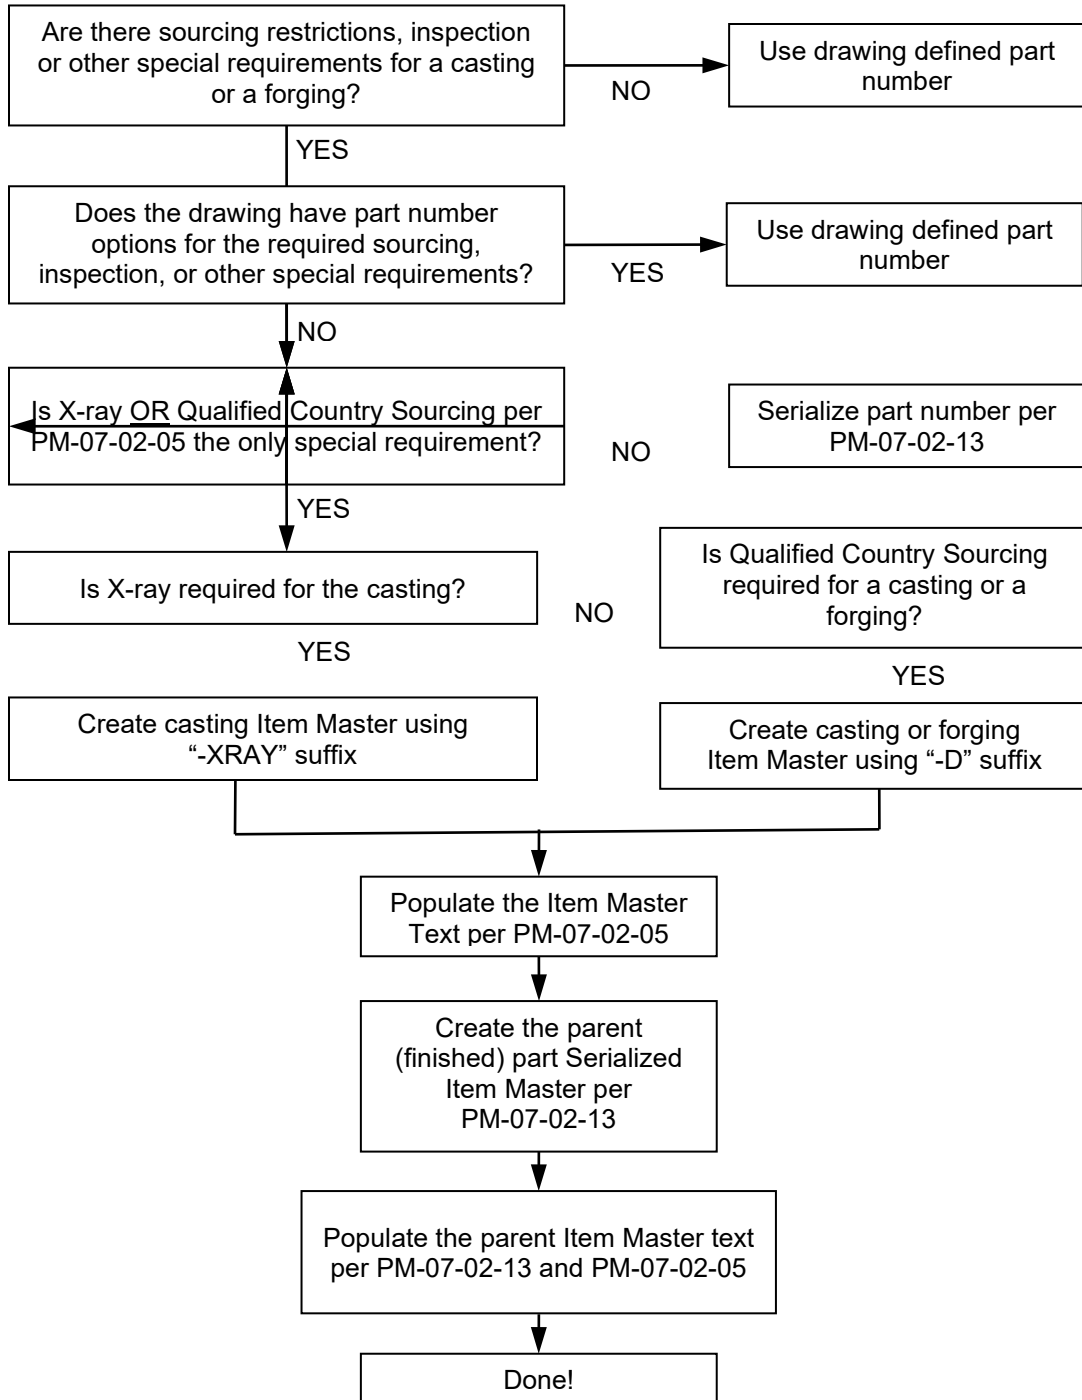 Are there sourcing restrictions, inspection
or other special requirements for a casting
or a forging?
NO
Use drawing defined part
number
YES
Does the drawing have part number
options for the required sourcing,
inspection, or other special requirements?
YES
Use drawing defined part
number
NO
Is X-ray OR Qualified Country Sourcing per
PM-07-02-05 the only special requirement?
NO
Serialize part number per
PM-07-02-13
YES
Is X-ray required for the casting?
NO
Is Qualified Country Sourcing
required for a casting or a
forging?
YES
YES
Create casting Item Master using
“-XRAY” suffix
Create casting or forging
Item Master using “-D” suffix
Populate the Item Master
Text per PM-07-02-05
Create the parent
(finished) part Serialized
Item Master per
PM-07-02-13
Populate the parent Item Master text
per PM-07-02-13 and PM-07-02-05
Done!